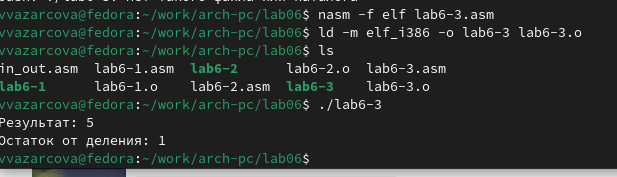 vvazarcova@fedora:~/work/arch-pc/lab06$ nasm -f elf lab6-3.asm
vvazarcova@fedora:~/work/arch-pc/lab06$ ld -m elf_i386 -o lab6-3 lab6-3.o
vvazarcova@fedora:~/work/arch-pc/lab06$ ls
in_out.asm  lab6-1.asm  lab6-2      lab6-2.o  lab6-3.asm
lab6-1      lab6-1.o    lab6-2.asm  lab6-3    lab6-3.o
vvazarcova@fedora:~/work/arch-pc/lab06$ ./lab6-3
Результат: 5
Остаток от деления: 1
vvazarcova@fedora:~/work/arch-pc/lab06$